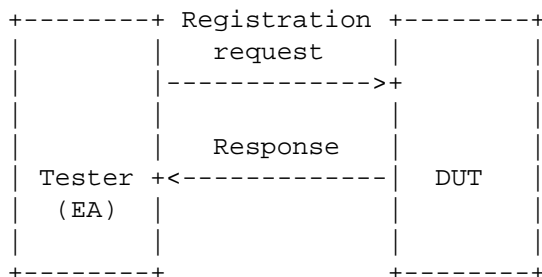 Registration
request
Response
Tester DUT
(EA)